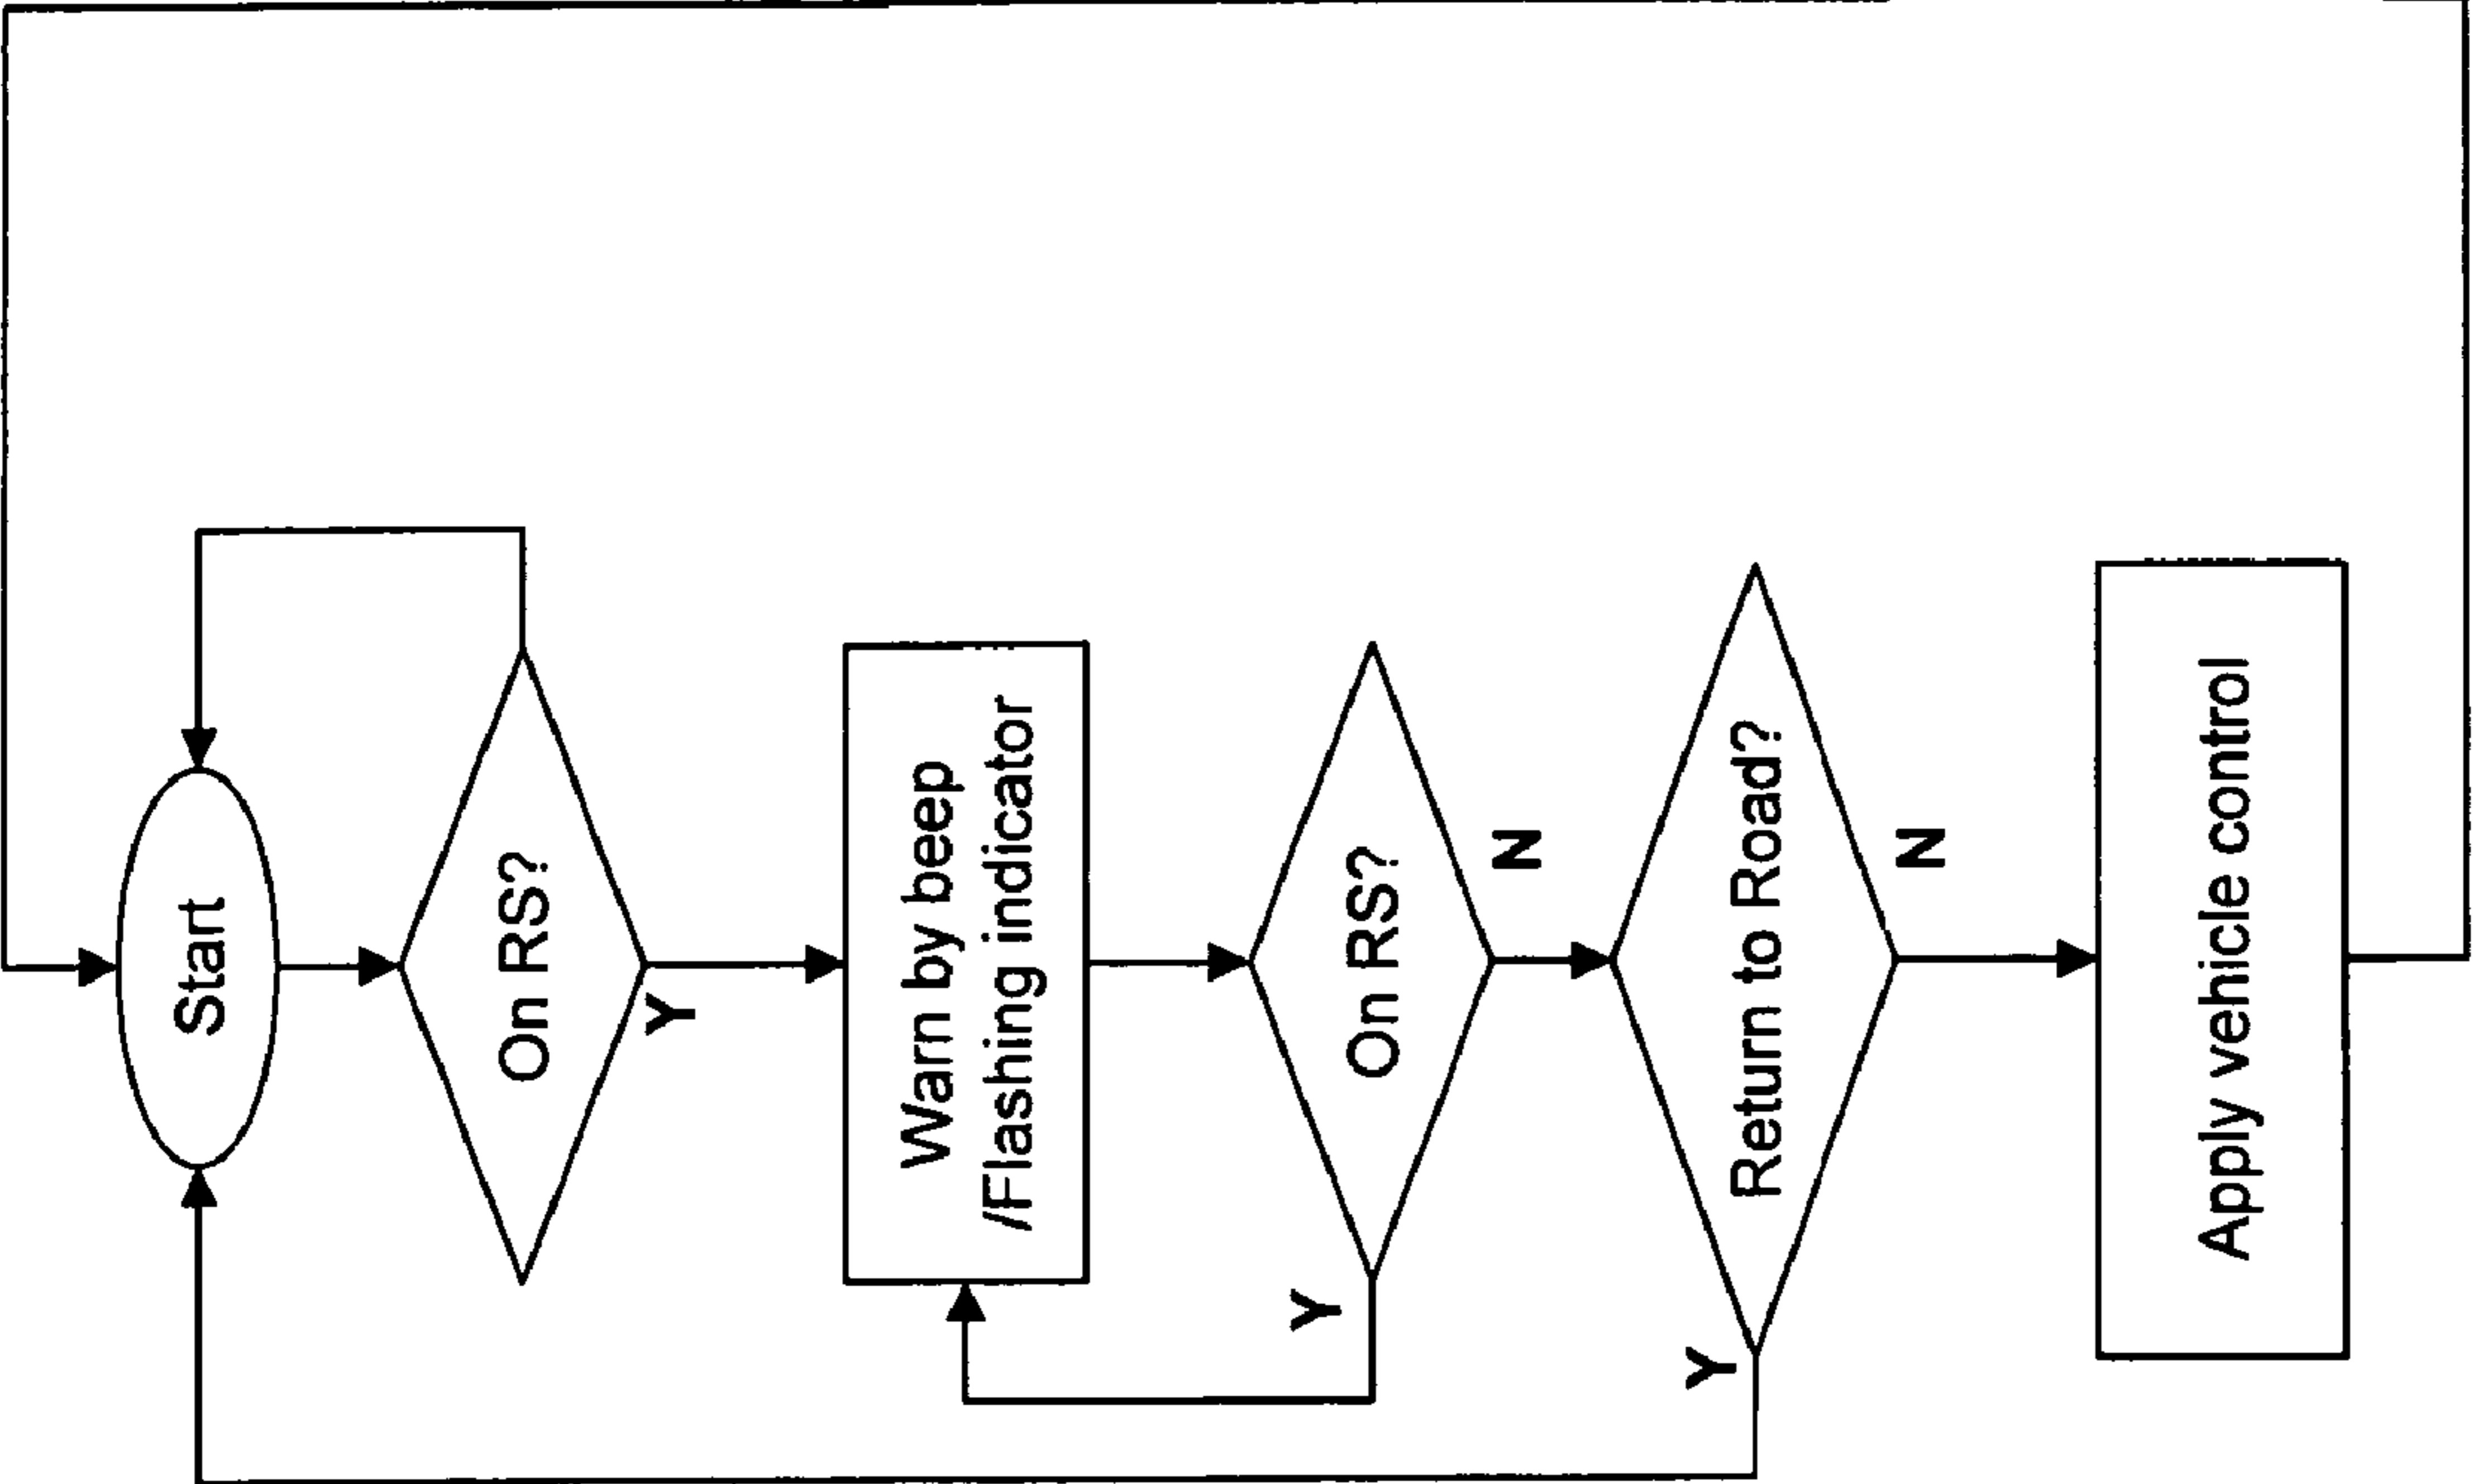 Start
On RS?
Y
Warn by beep
/Flashing indicator
On RS?
Y
N
Return to Road?
Y
N
Apply vehicle control